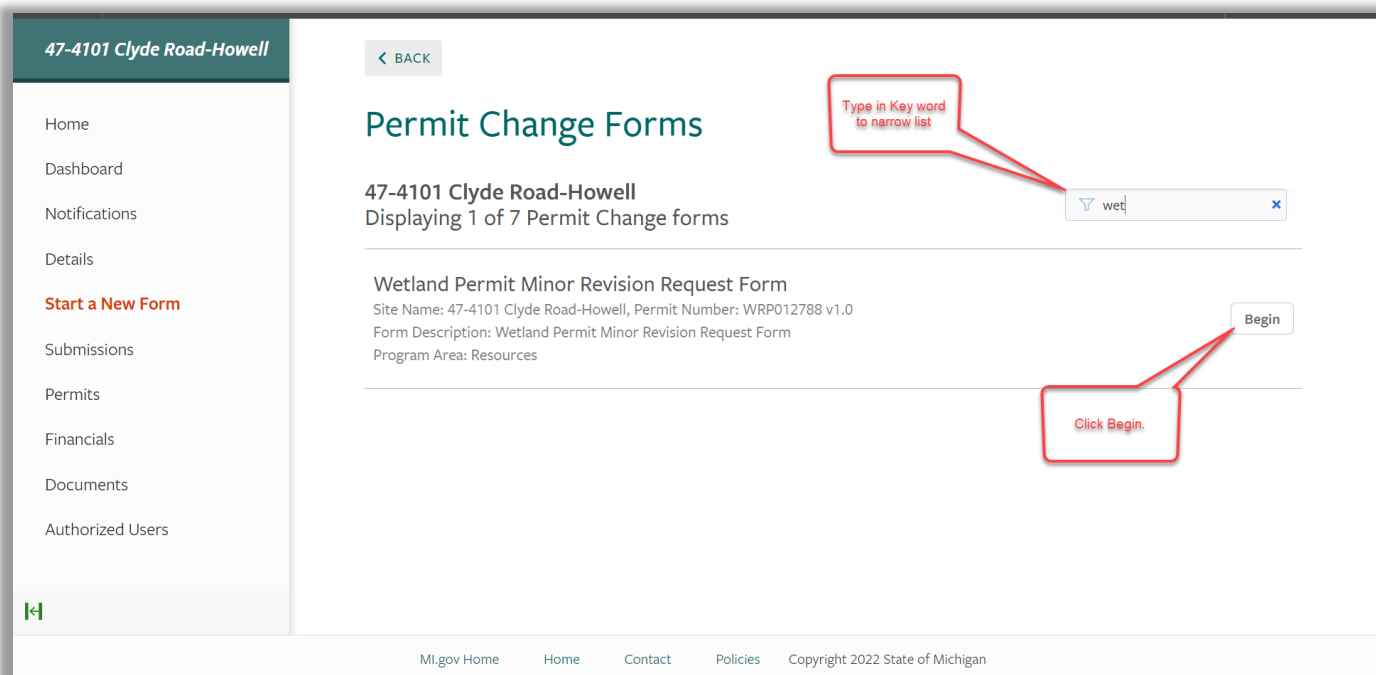 47-4101 Clyde Road-Howell
Home
Dashboard
Notifications
Details
Start a New Form
Submissions
Permits
Financials
Documents
Authorized Users
BACK
Permit Change Forms
Type in Key word
to narrow list
47-4101 Clyde Road-Howell
Displaying 1 of 7 Permit Change forms
wet
Wetland Permit Minor Revision Request Form
Site Name: 47-4101 Clyde Road-Howell, Permit Number: WRP012788 v1.0
Form Description: Wetland Permit Minor Revision Request Form
Program Area: Resources
Begin
Click Begin.
MI.gov Home Home Contact Policies Copyright 2022 State of Michigan